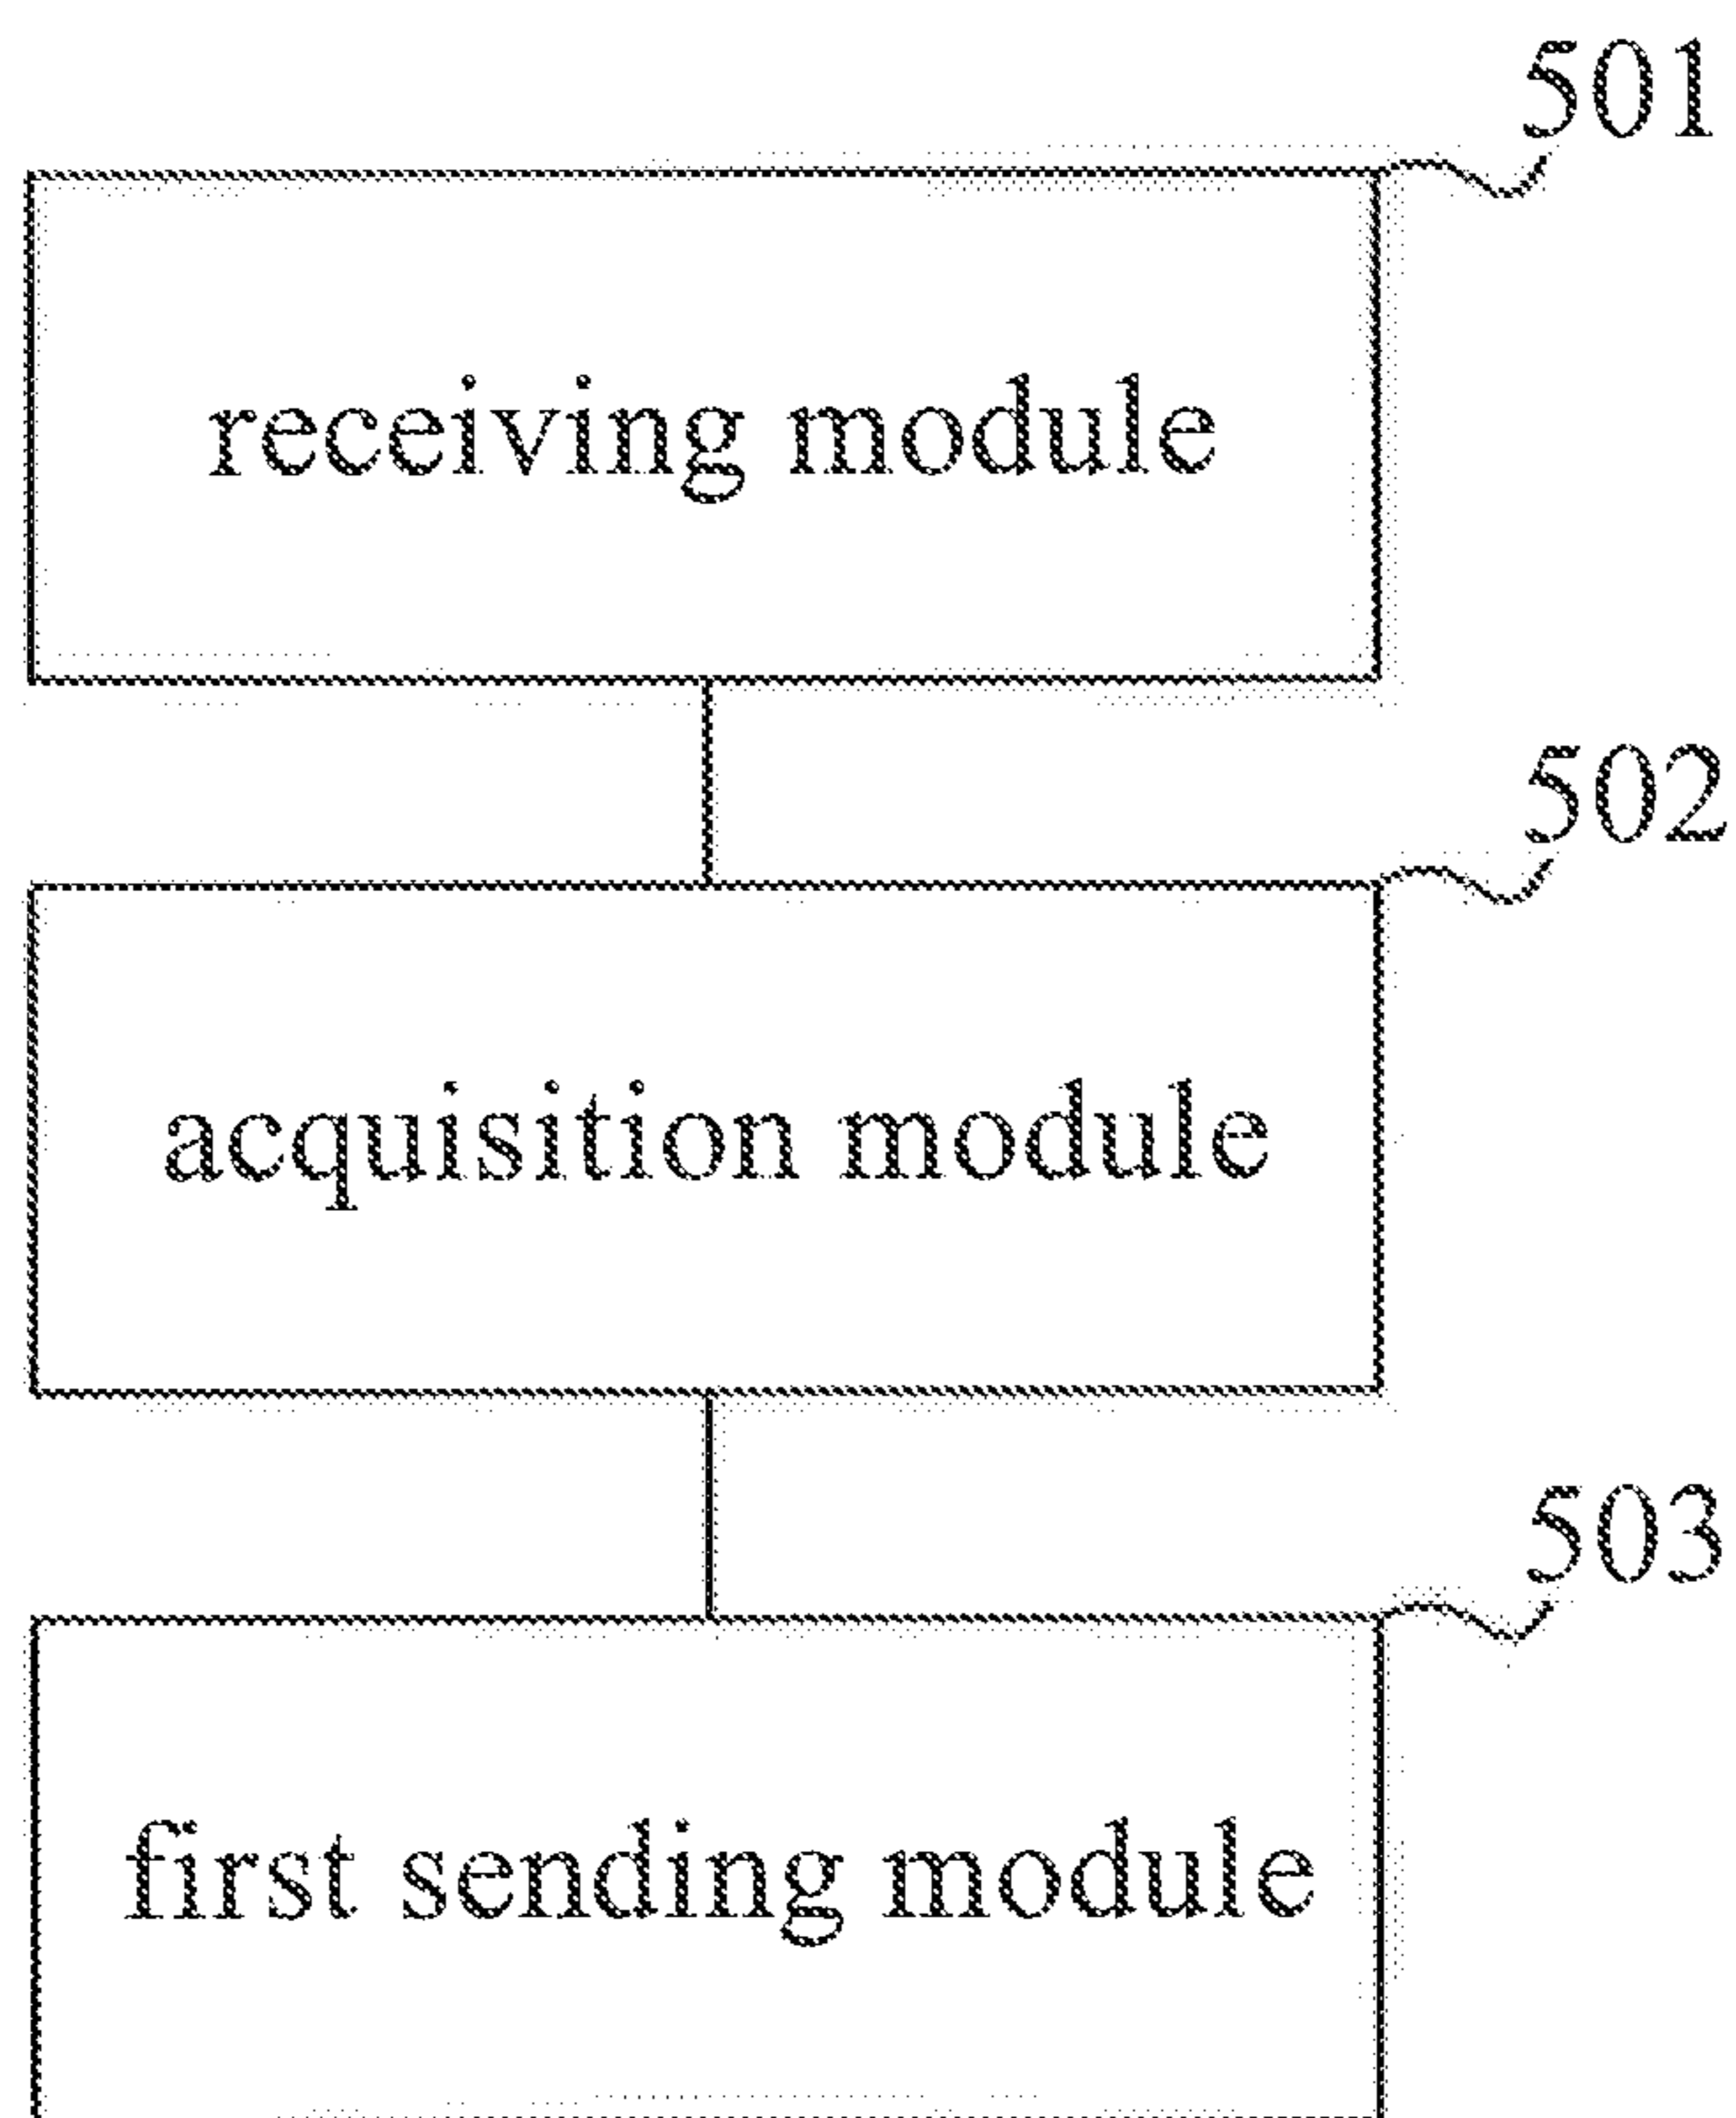 501
receiving module
502
acquisition module
503
first sending module